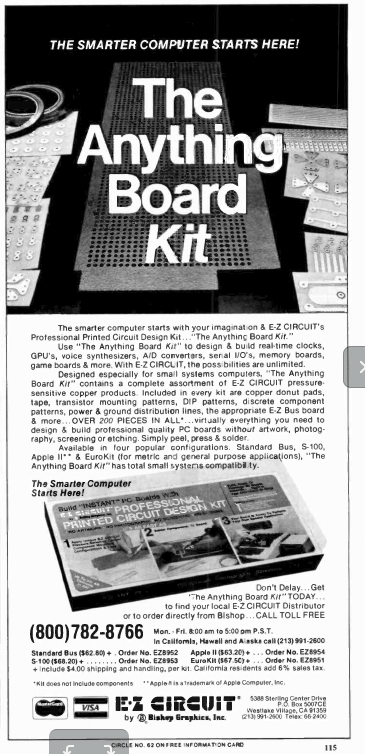 THE SMARTER COMPUTER STARTS HERE!
The
Anything
Board
Kit
The smarter computer starts with your imagination & E-Z CIRCUIT's
Professional Printed Circuit Design Kit..."The Anything Board Kit."
Use "The Anything Board Kit" to design & build real-time clocks,
GPU's, voice synthesizers, A/D converters, serial I/O's, memory boards,
game boards & more. With E-Z CIRCUIT, the possibilities are unlimited.
Designed especially for small systems computers, "The Anything
Board Kit" contains a complete assortment of E-Z CIRCUIT pressure-
sensitive copper products. Included in every kit are copper donut pads,
tape, transistor mounting patterns, DIP patterns, discrete component
patterns, power & ground distribution lines, the appropriate E-Z Bus board
& more...OVER 200 PIECES IN ALL*...virtually everything you need to
design & build professional quality PC boards without artwork, photog-
raphy, screening or etching. Simply peel, press & solder.
Available in four popular configurations. Standard Bus, S-100,
Apple II** & EuroKit (for metric and general purpose applications), "The
Anything Board Kit" has total small systems compatibility.
The Smarter Computer
Starts Here!
Build "INSTANT" PC Boards
E-Z CIRCUIT PROFESSIONAL
PRINTED CIRCUIT DESIGN KIT
Don't Delay...Get
"The Anything Board Kit" TODAY...
to find your local E-Z CIRCUIT Distributor
or to order directly from Bishop...CALL TOLL FREE
(800)782-8766
Mon. - Fri. 8:00 am to 5:00 pm P.S.T.
In California, Hawaii and Alaska call (213) 991-2600
Standard Bus ($62.80) + . Order No. EZ8952 Apple II ($63.20) + ... Order No. EZ8954
S-100 ($68.20) + ........ Order No. EZ8953 EuroKit ($67.50) + ... Order No. EZ8951
+ include $4.00 shipping and handling, per kit. California residents add 6% sales tax.
*Kit does not include components **Apple II is a trademark of Apple Computer, Inc.
MasterCard
VISA
E-Z CIRCUIT®
by Bishop Graphics, Inc.
5388 Sterling Center Drive
P.O. Box 5007CE
Westlake Village, CA 91359
(213) 991-2600 Telex: 66-2400
CIRCLE NO. 62 ON FREE INFORMATION CARD
115